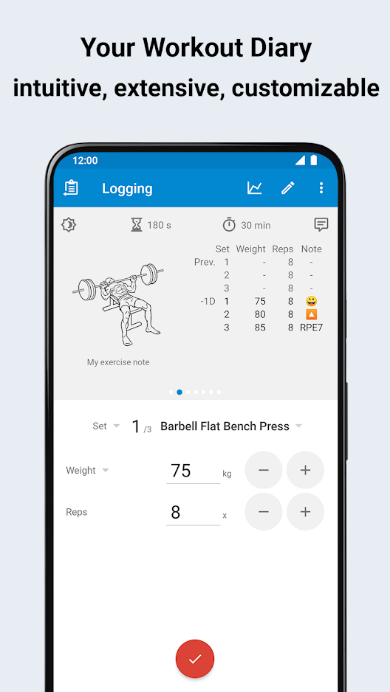 Your Workout Diary
intuitive, extensive, customizable
12:00
Logging
180 s
30 min
Set Weight Reps Note
Prev. 1 - 8 -
2 - 8 -
3 - 8 -
-1D 1 75 8 😀
2 80 8 🔼
3 85 8 RPE7
My exercise note
Set 1 /3 Barbell Flat Bench Press
Weight 75 kg − +
Reps 8 x − +